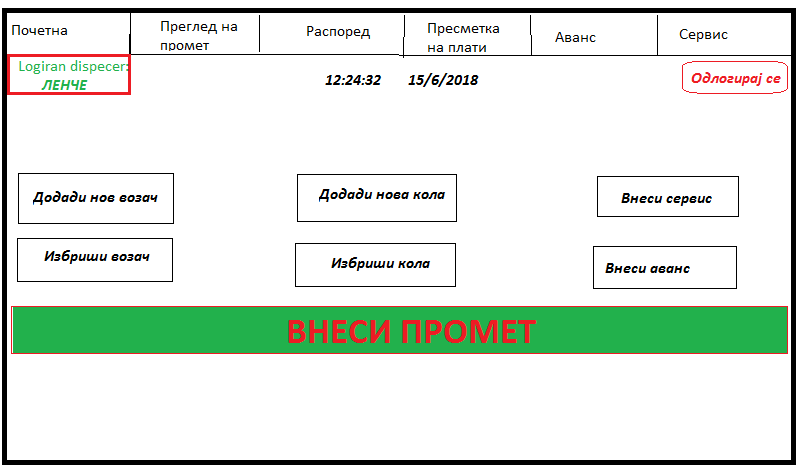 Почетна
Преглед на
промет
Распоред
Пресметка
на плати
Аванс
Сервис
Logiran dispecer:
ЛЕНЧЕ
12:24:32 15/6/2018
Одлогирај се
Додади нов возач
Додади нова кола
Внеси сервис
Избриши возач
Избриши кола
Внеси аванс
ВНЕСИ ПРОМЕТ